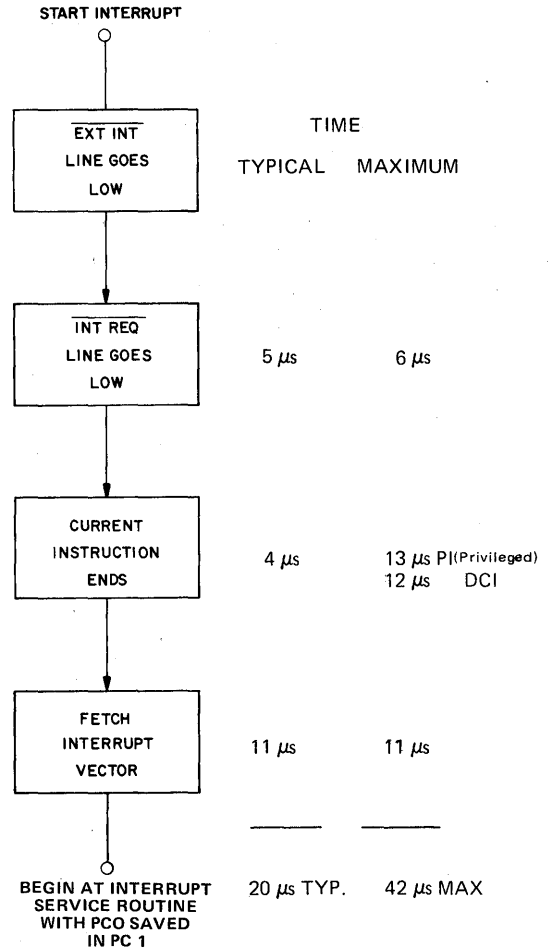 START INTERRUPT
EXT INT
LINE GOES
LOW
TIME
TYPICAL MAXIMUM
INT REQ
LINE GOES
LOW
5 μs 6 μs
CURRENT
INSTRUCTION
ENDS
4 μs 13 μs PI(Privileged)
12 μs DCI
FETCH
INTERRUPT
VECTOR
11 μs 11 μs
BEGIN AT INTERRUPT
SERVICE ROUTINE
WITH PCO SAVED
IN PC 1
20 μs TYP. 42 μs MAX